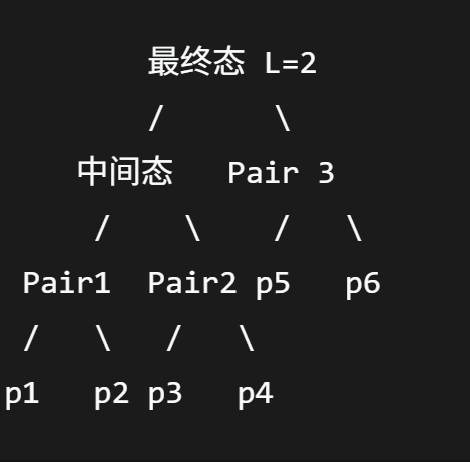 最终态 L=2
/ \
中间态 Pair 3
/ \ / \
Pair1 Pair2 p5 p6
/ \ / \
p1 p2 p3 p4